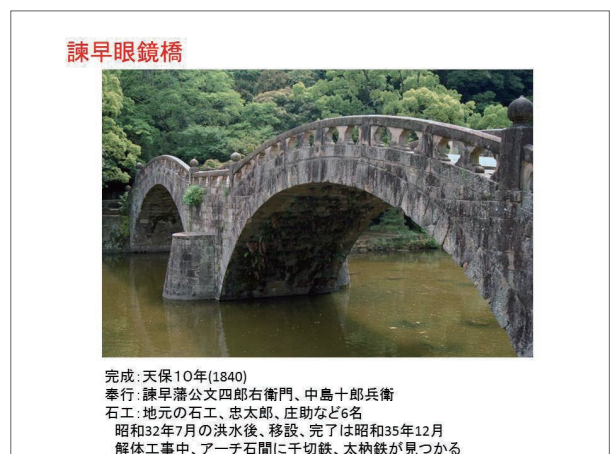 諫早眼鏡橋
完成:天保10年(1840)
奉行:諫早藩公文四郎右衛門、中島十郎兵衛
石工:地元の石工、忠太郎、庄助など6名
昭和32年7月の洪水後、移設、完了は昭和35年12月
解体工事中、アーチ石間に千切鉄、太枘鉄が見つかる